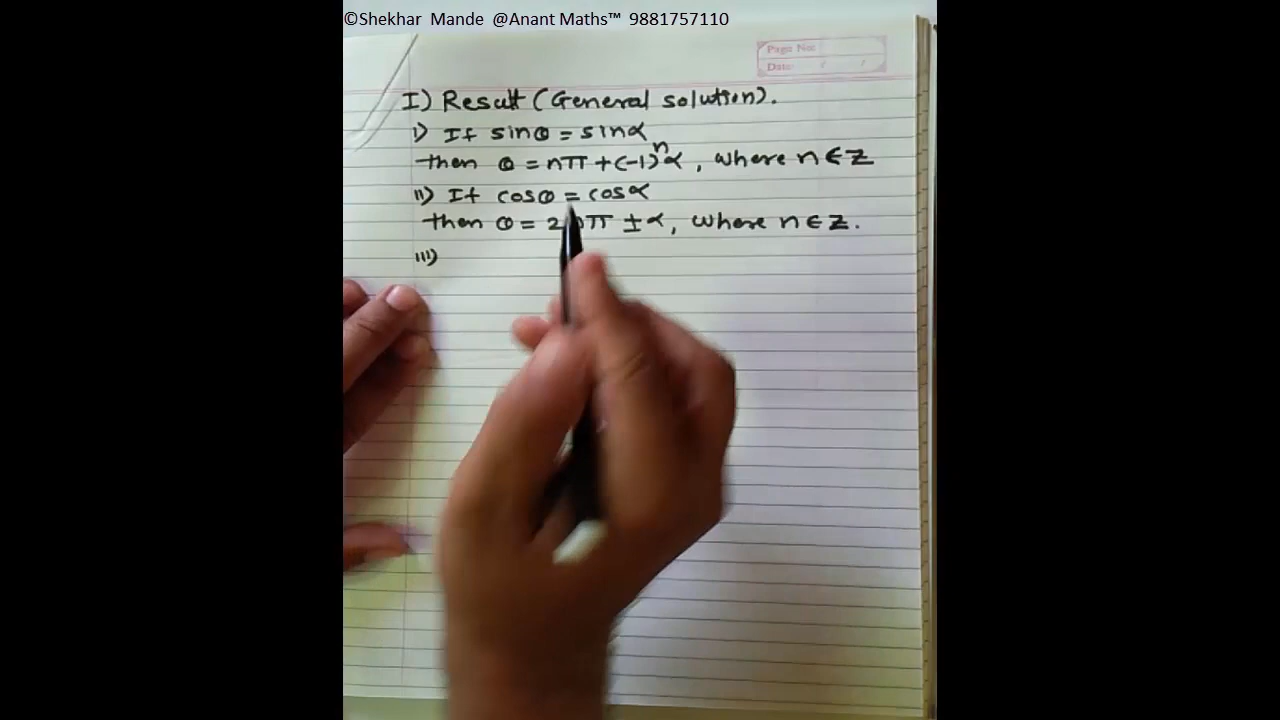 ©Shekhar Mande @Anant Maths™ 9881757110
Page No:
Date: / /
I) Result (General solution).
i) If sinθ = sinα
then θ = nπ + (-1)ⁿα, where n ∈ Z
ii) If cosθ = cosα
then θ = 2nπ ± α, where n ∈ Z.
iii)